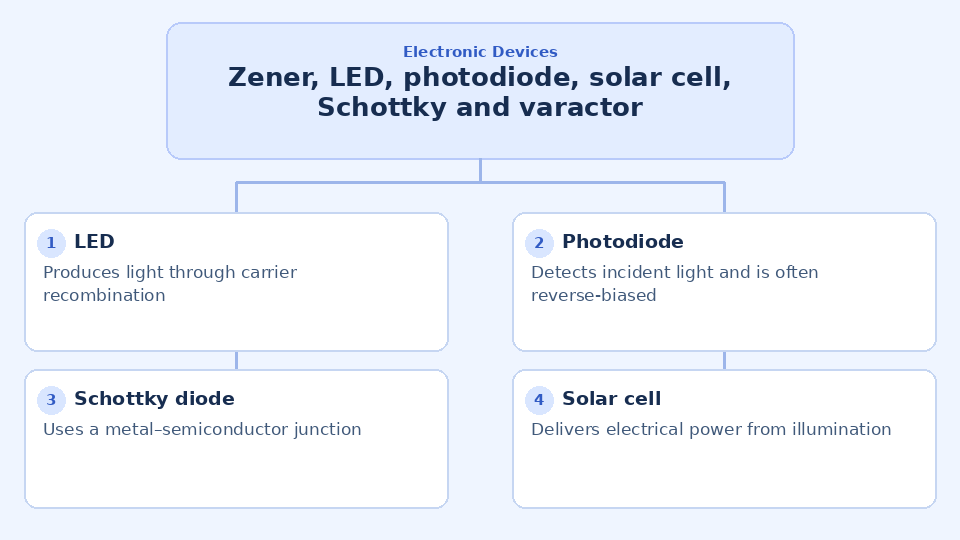 Electronic Devices
Zener, LED, photodiode, solar cell,
Schottky and varactor
1 LED
Produces light through carrier
recombination
2 Photodiode
Detects incident light and is often
reverse-biased
3 Schottky diode
Uses a metal–semiconductor junction
4 Solar cell
Delivers electrical power from illumination